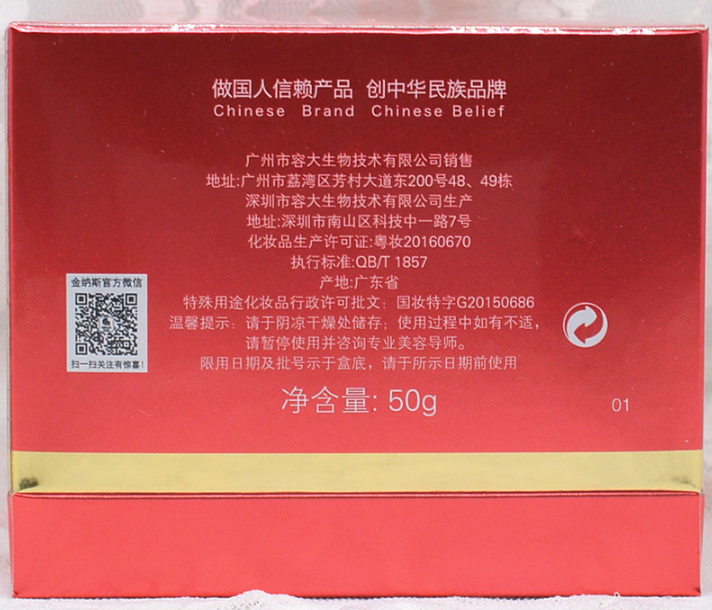 做国人信赖产品 创中华民族品牌
Chinese Brand Chinese Belief
广州市容大生物技术有限公司销售
地址:广州市荔湾区芳村大道东200号48、49栋
深圳市容大生物技术有限公司生产
地址:深圳市南山区科技中一路7号
化妆品生产许可证:粤妆20160670
执行标准:QB/T 1857
产地:广东省
特殊用途化妆品行政许可批文: 国妆特字G20150686
温馨提示: 请于阴凉干燥处储存; 使用过程中如有不适,
请暂停使用并咨询专业美容导师。
限用日期及批号示于盒底, 请于所示日期前使用
净含量: 50g
金纳斯官方微信
扫一扫关注有惊喜!
01